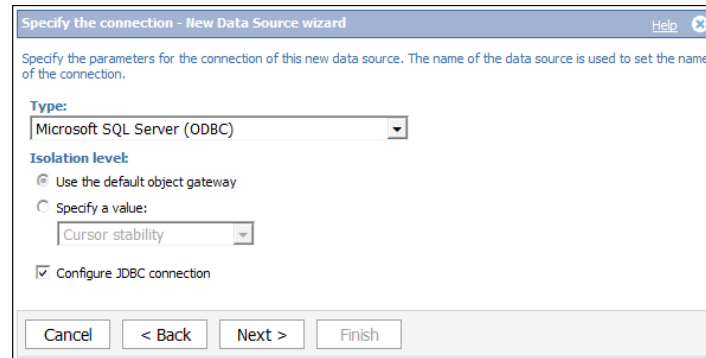 Specify the connection - New Data Source wizard
Help
Specify the parameters for the connection of this new data source. The name of the data source is used to set the name
of the connection.
Type:
Microsoft SQL Server (ODBC)
Isolation level:
Use the default object gateway
Specify a value:
Cursor stability
Configure JDBC connection
Cancel
< Back
Next >
Finish